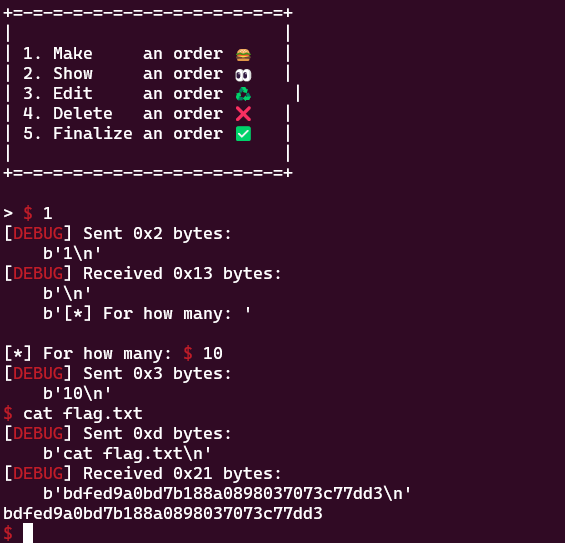 +=-=-=-=-=-=-=-=-=-=-=-=-=-=+
|                           |
| 1. Make     an order 🍔   |
| 2. Show     an order 👀   |
| 3. Edit     an order ♻️    |
| 4. Delete   an order ❌   |
| 5. Finalize an order ✅   |
|                           |
+=-=-=-=-=-=-=-=-=-=-=-=-=-=+
> $ 1
[DEBUG] Sent 0x2 bytes:
    b'1\n'
[DEBUG] Received 0x13 bytes:
    b'\n'
    b'[*] For how many: '
[*] For how many: $ 10
[DEBUG] Sent 0x3 bytes:
    b'10\n'
$ cat flag.txt
[DEBUG] Sent 0xd bytes:
    b'cat flag.txt\n'
[DEBUG] Received 0x21 bytes:
    b'bdfed9a0bd7b188a0898037073c77dd3\n'
bdfed9a0bd7b188a0898037073c77dd3
$